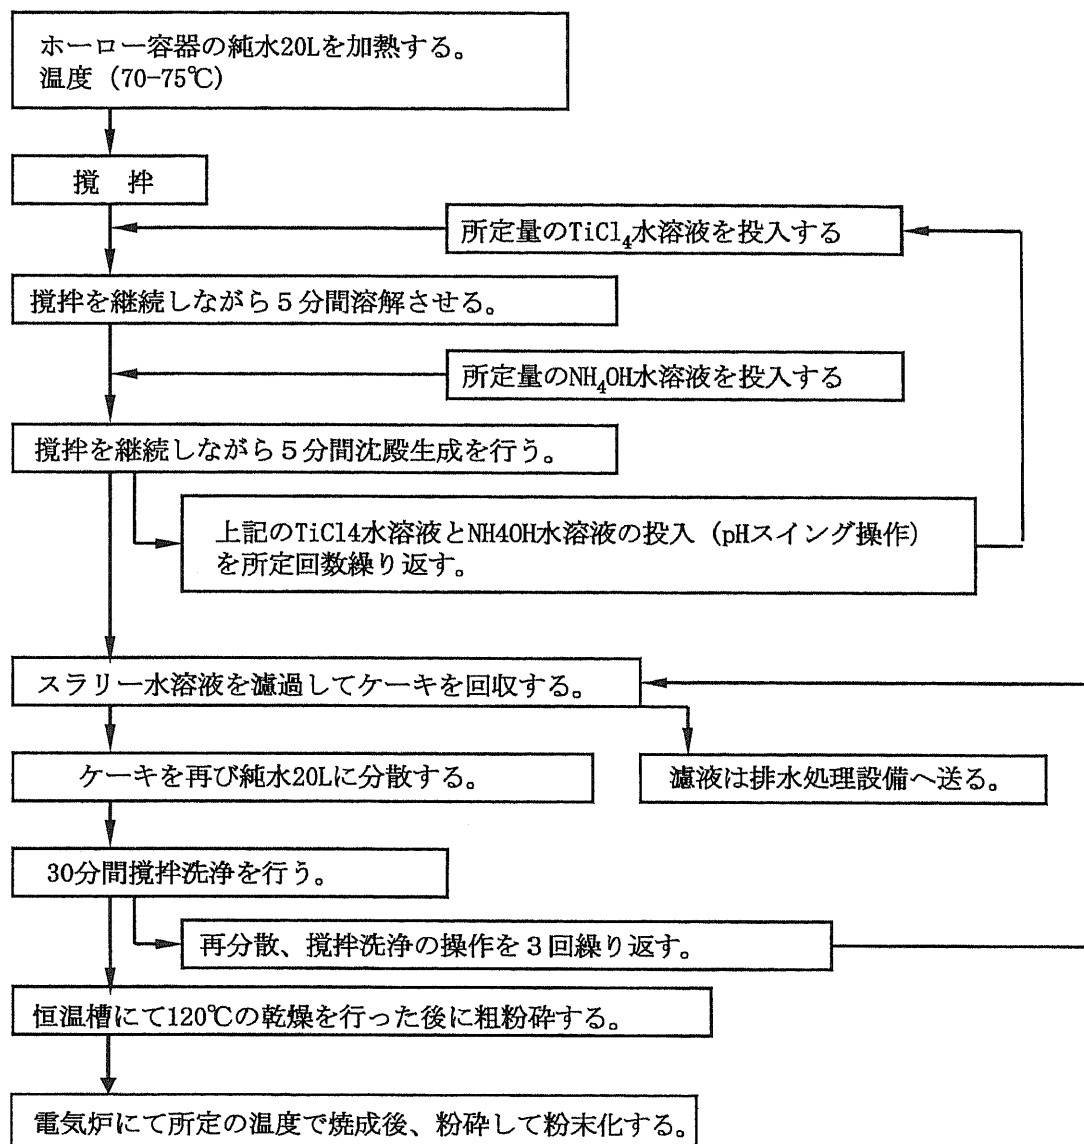 ホーロー容器の純水20Lを加熱する。
温度（70-75℃）
攪　拌
所定量のTiCl₄水溶液を投入する
攪拌を継続しながら５分間溶解させる。
所定量のNH₄OH水溶液を投入する
攪拌を継続しながら５分間沈殿生成を行う。
上記のTiCl4水溶液とNH4OH水溶液の投入（pHスイング操作）
を所定回数繰り返す。
スラリー水溶液を濾過してケーキを回収する。
ケーキを再び純水20Lに分散する。
濾液は排水処理設備へ送る。
30分間攪拌洗浄を行う。
再分散、攪拌洗浄の操作を３回繰り返す。
恒温槽にて120℃の乾燥を行った後に粗粉砕する。
電気炉にて所定の温度で焼成後、粉砕して粉末化する。